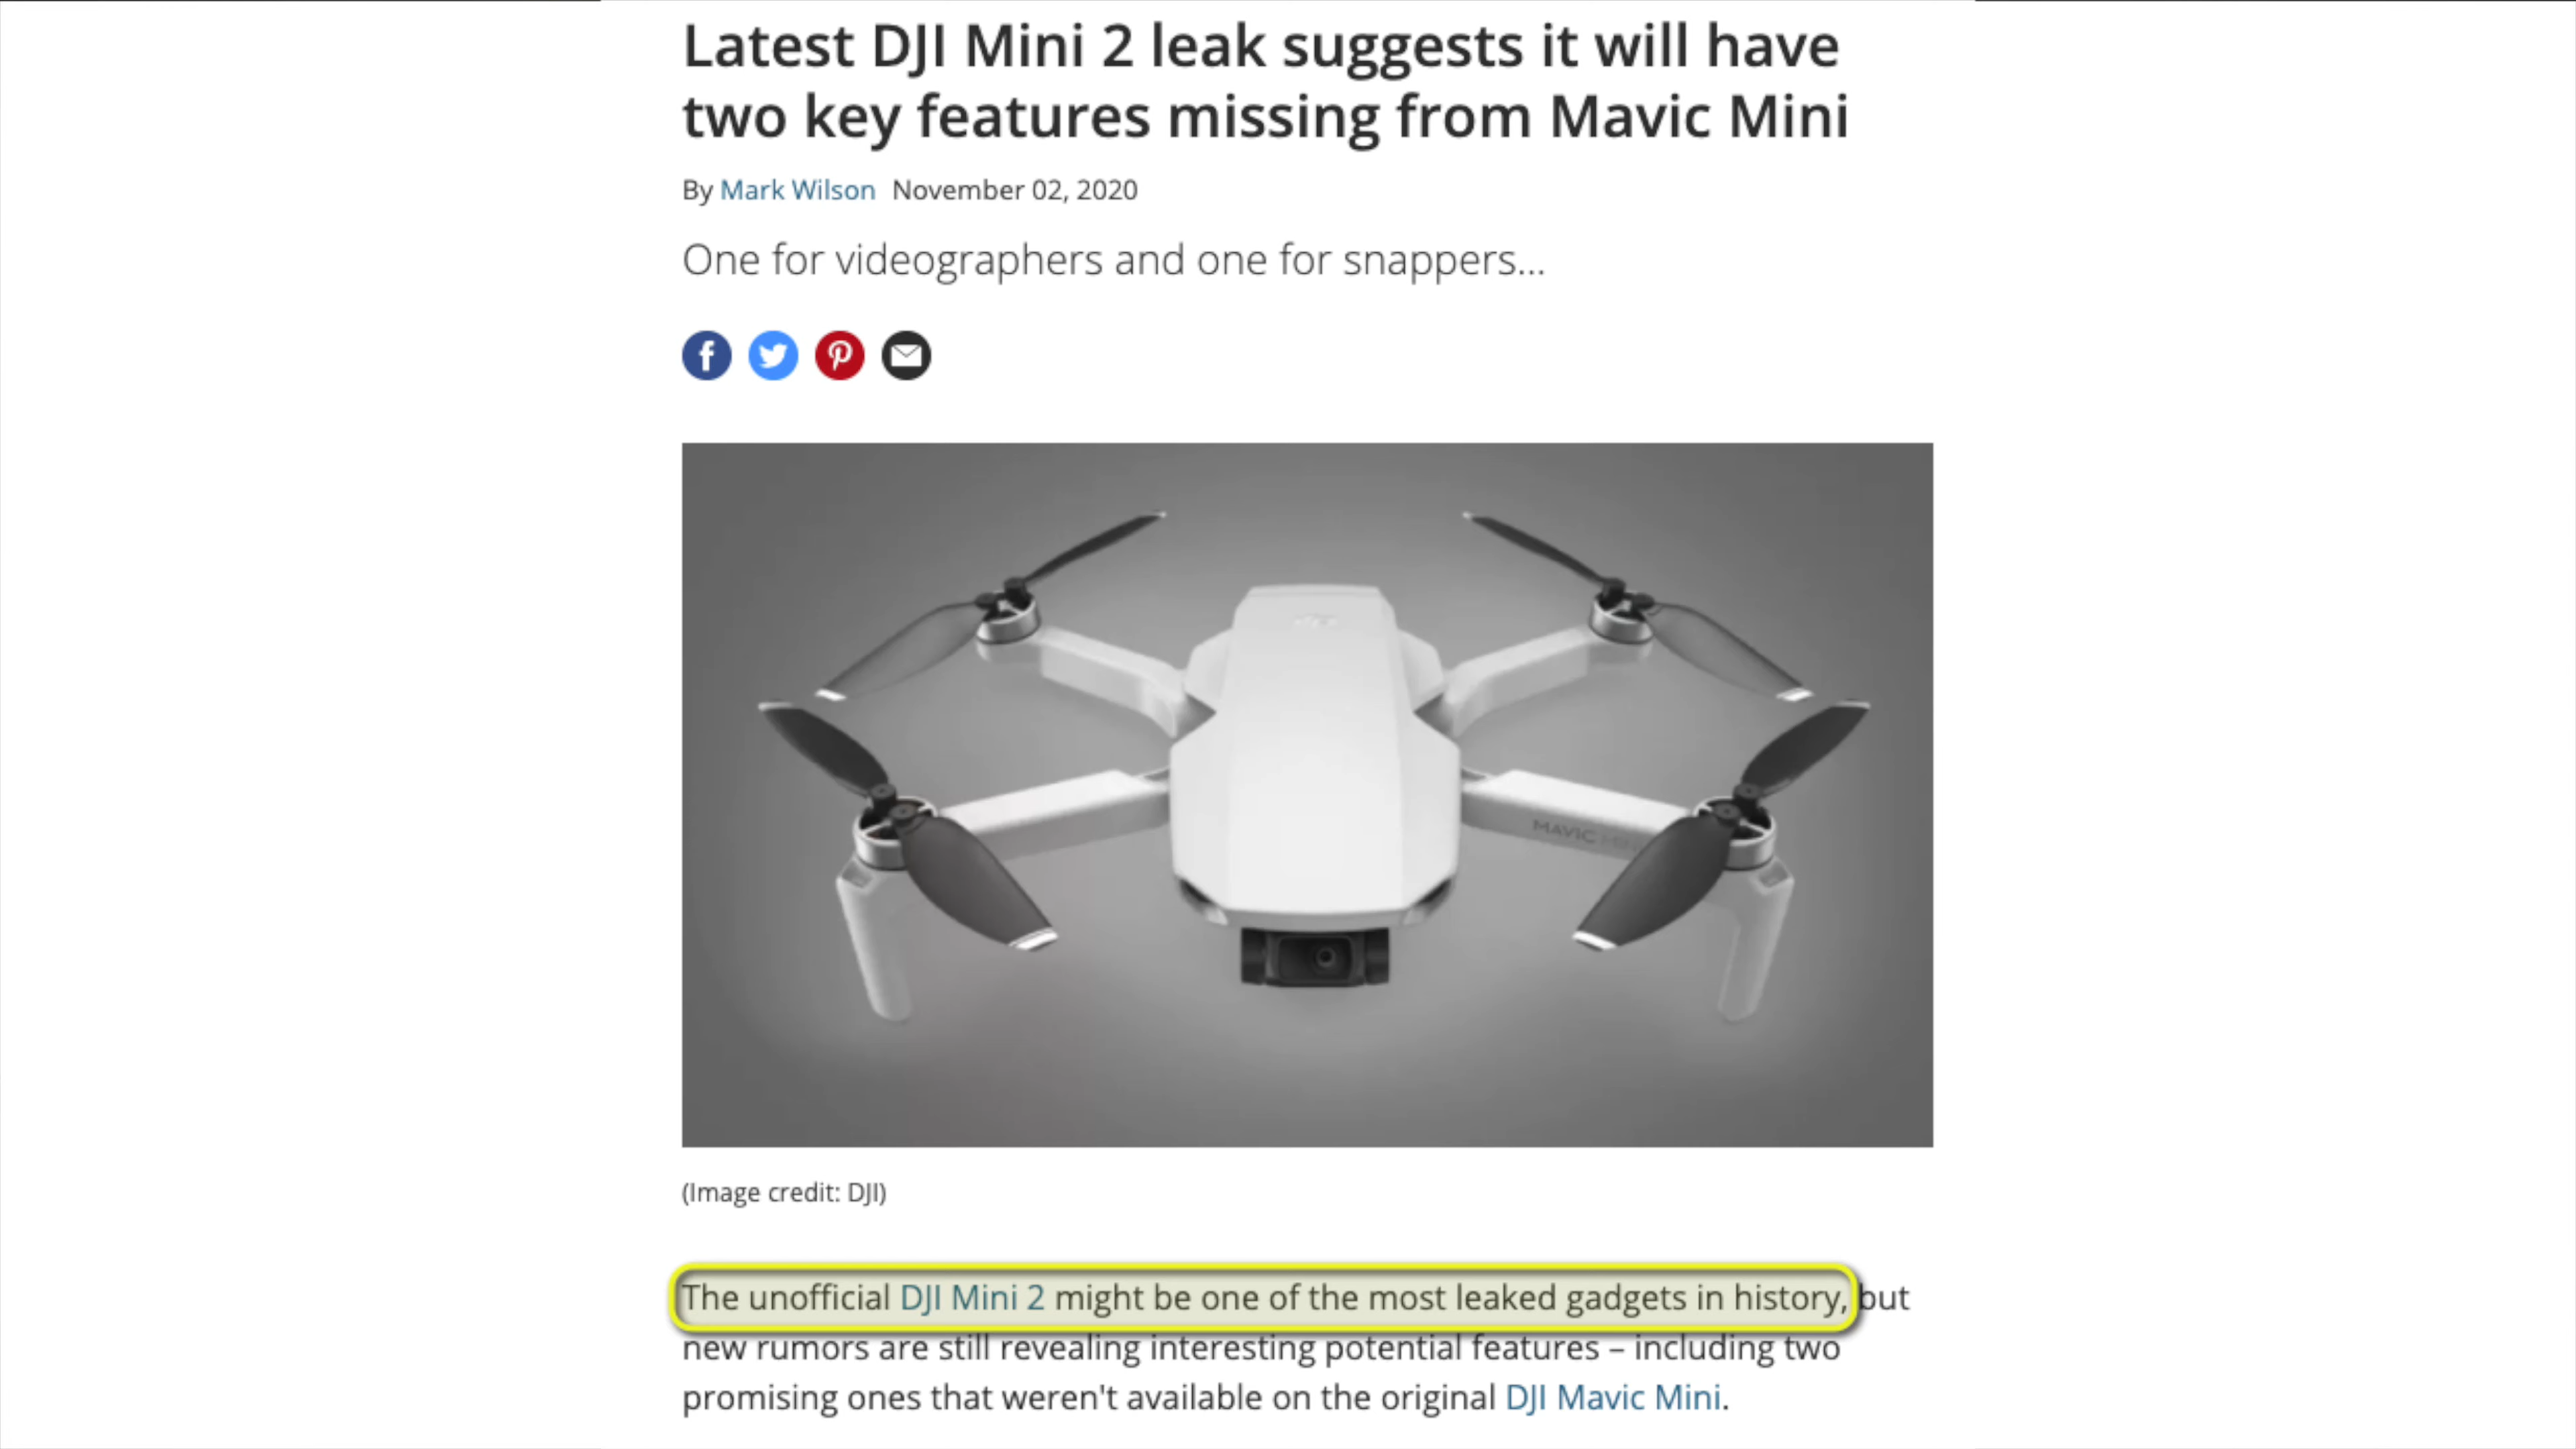 Latest DJI Mini 2 leak suggests it will have
two key features missing from Mavic Mini
By Mark Wilson November 02, 2020
One for videographers and one for snappers...
MAVIC MINI
(Image credit: DJI)
The unofficial DJI Mini 2 might be one of the most leaked gadgets in history, but
new rumors are still revealing interesting potential features – including two
promising ones that weren't available on the original DJI Mavic Mini.